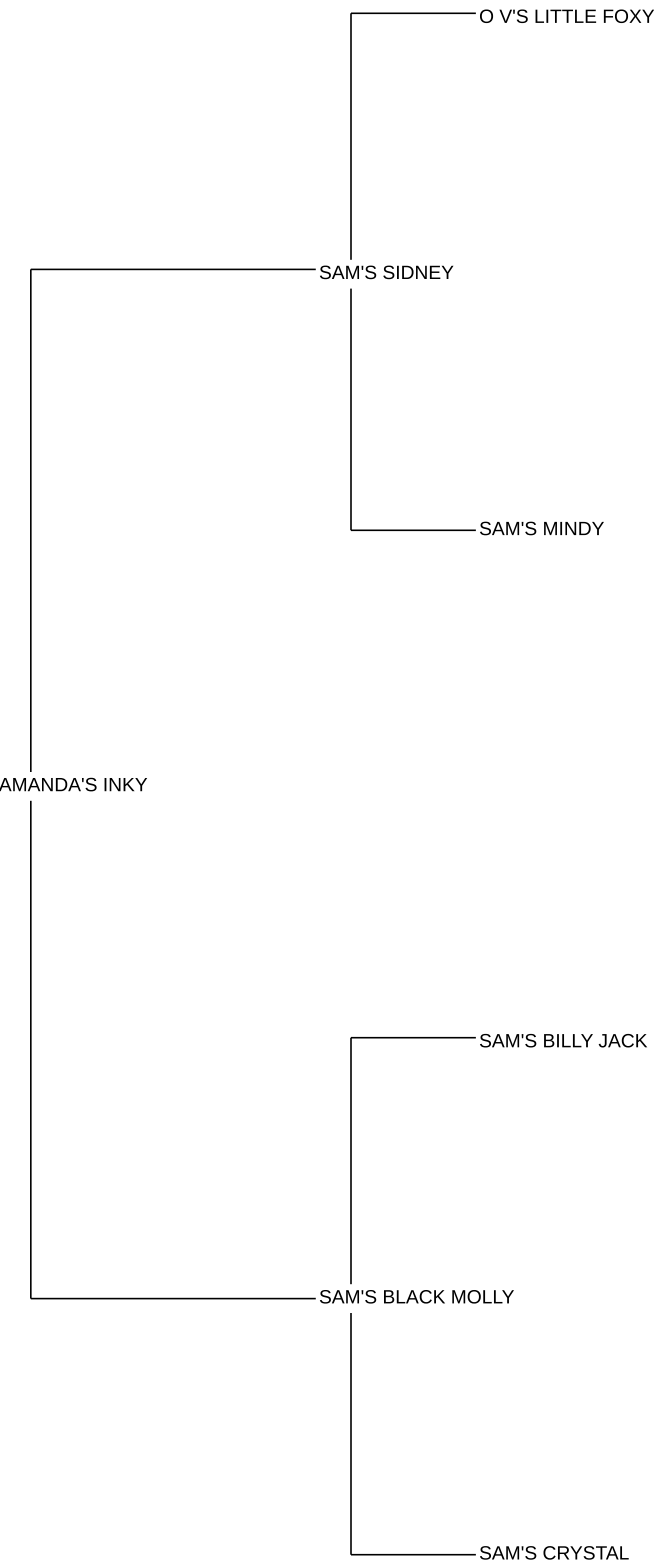 O V'S LITTLE FOXY
SAM'S SIDNEY
SAM'S MINDY
AMANDA'S INKY
SAM'S BILLY JACK
SAM'S BLACK MOLLY
SAM'S CRYSTAL